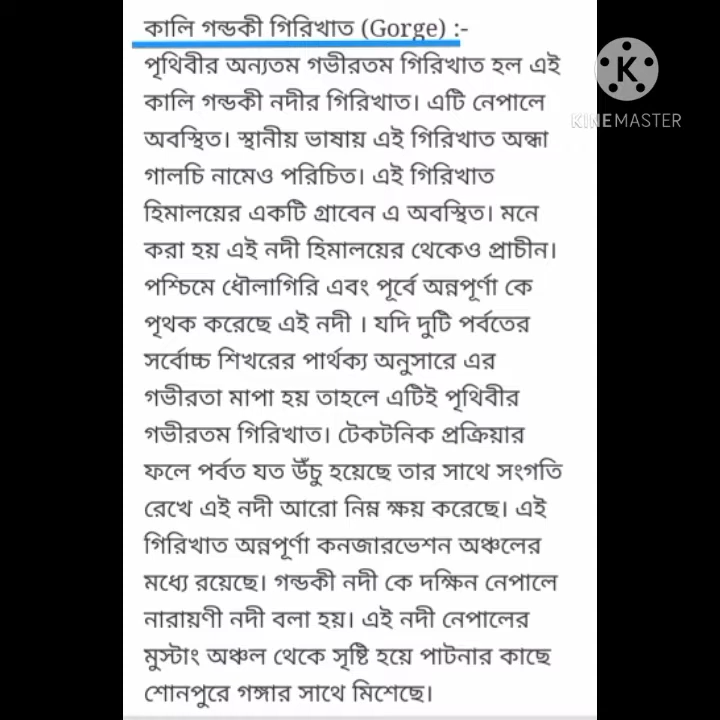 কালি গন্ডকী গিরিখাত (Gorge) :-
পৃথিবীর অন্যতম গভীরতম গিরিখাত হল এই
কালি গন্ডকী নদীর গিরিখাত। এটি নেপালে
অবস্থিত। স্থানীয় ভাষায় এই গিরিখাত অন্ধা
গালচি নামেও পরিচিত। এই গিরিখাত
হিমালয়ের একটি গ্রাবেন এ অবস্থিত। মনে
করা হয় এই নদী হিমালয়ের থেকেও প্রাচীন।
পশ্চিমে ধৌলাগিরি এবং পূর্বে অন্নপূর্ণা কে
পৃথক করেছে এই নদী । যদি দুটি পর্বতের
সর্বোচ্চ শিখরের পার্থক্য অনুসারে এর
গভীরতা মাপা হয় তাহলে এটিই পৃথিবীর
গভীরতম গিরিখাত। টেকটনিক প্রক্রিয়ার
ফলে পর্বত যত উঁচু হয়েছে তার সাথে সংগতি
রেখে এই নদী আরো নিম্ন ক্ষয় করেছে। এই
গিরিখাত অন্নপূর্ণা কনজারভেশন অঞ্চলের
মধ্যে রয়েছে। গন্ডকী নদী কে দক্ষিন নেপালে
নারায়ণী নদী বলা হয়। এই নদী নেপালের
মুস্টাং অঞ্চল থেকে সৃষ্টি হয়ে পাটনার কাছে
শোনপুরে গঙ্গার সাথে মিশেছে।
K
KINEMASTER